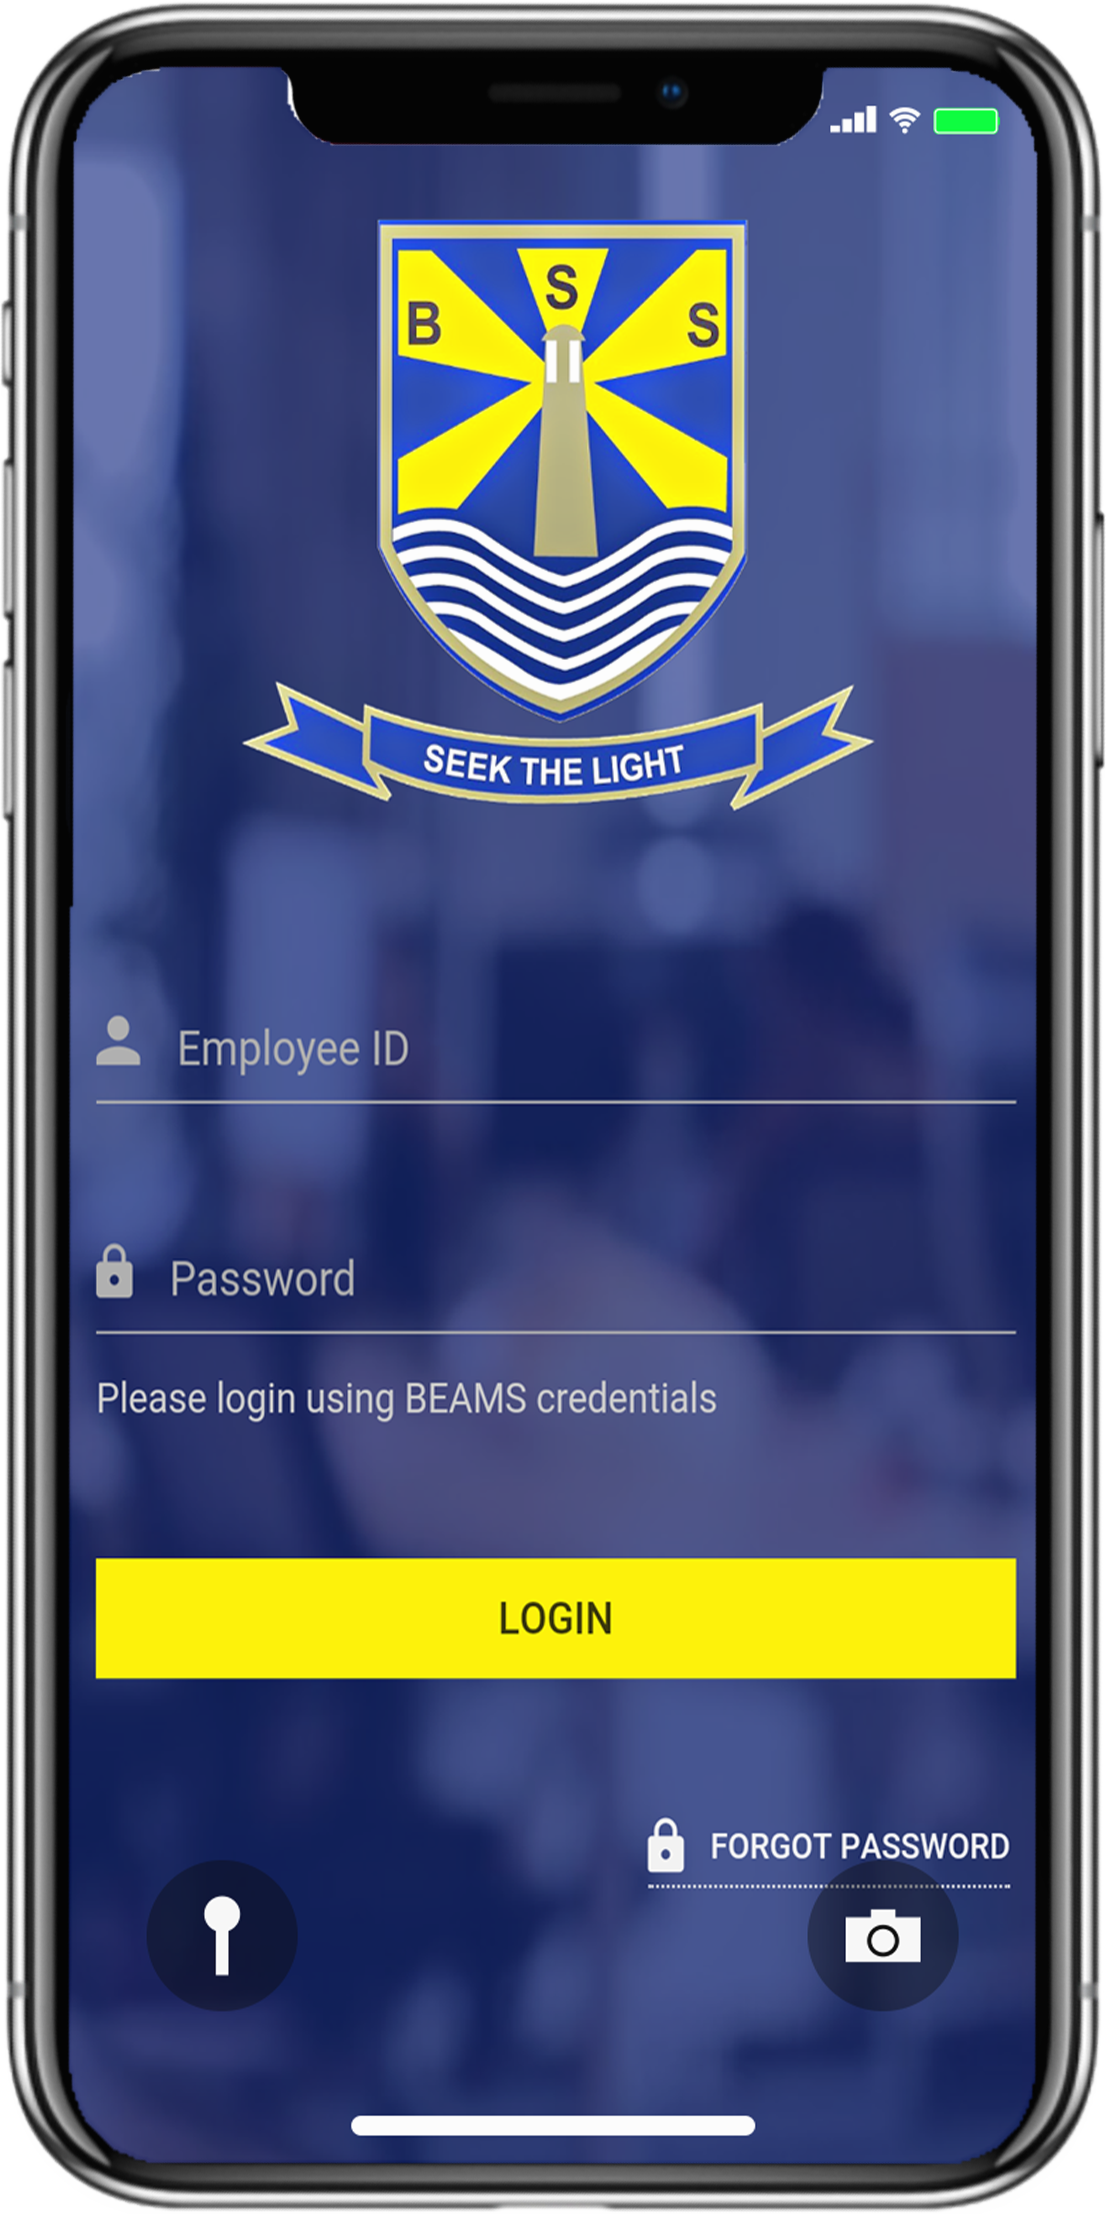 B S S
SEEK THE LIGHT
Employee ID
Password
Please login using BEAMS credentials
LOGIN
FORGOT PASSWORD